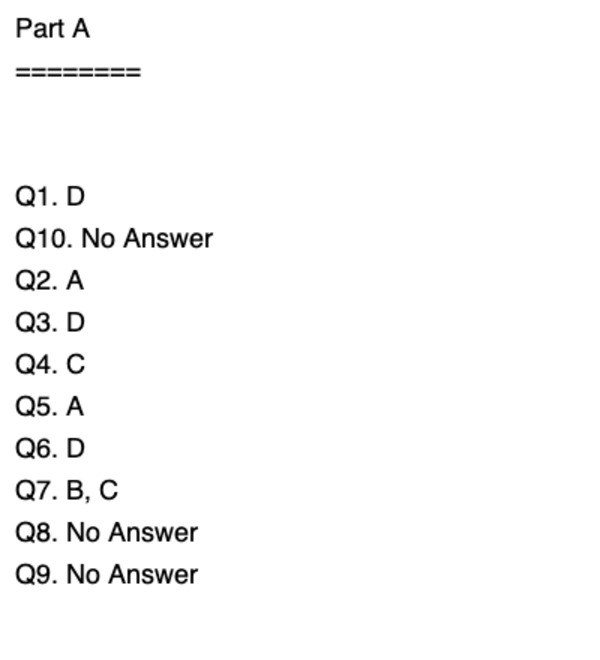 Part A
========
Q1. D
Q10. No Answer
Q2. A
Q3. D
Q4. C
Q5. A
Q6. D
Q7. B, C
Q8. No Answer
Q9. No Answer